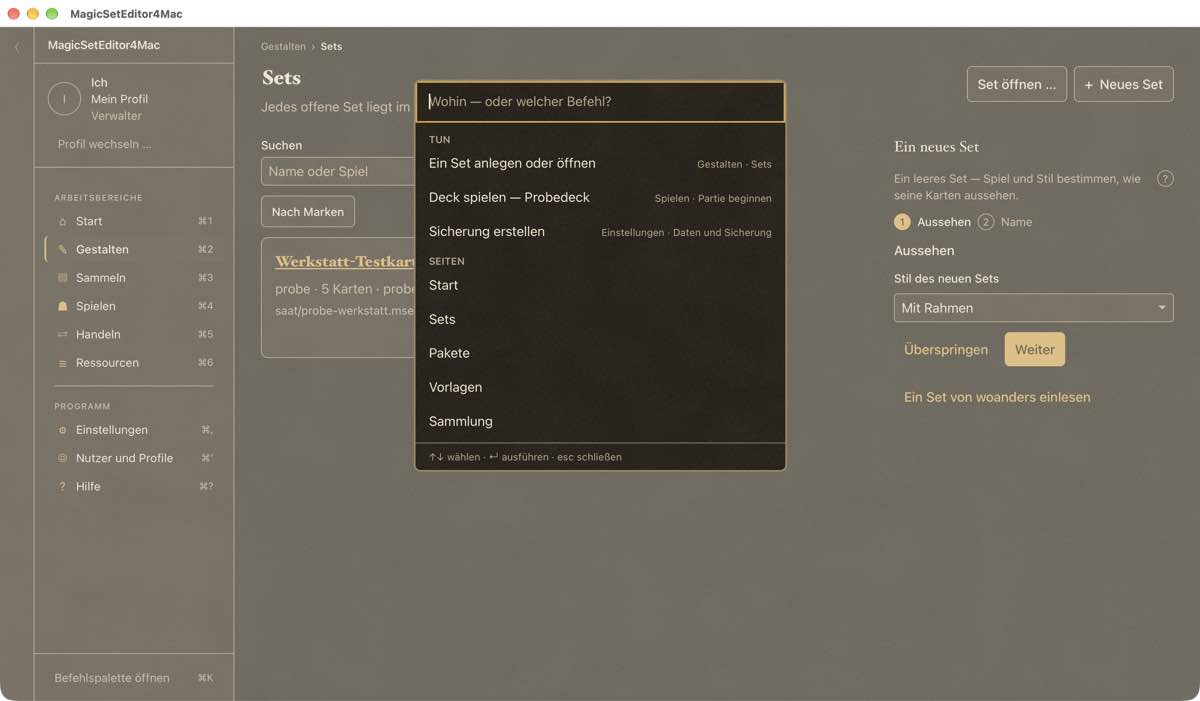 MagicSetEditor4Mac
MagicSetEditor4Mac
I
Ich
Mein Profil
Verwalter
Profil wechseln ...
ARBEITSBEREICHE
Start ⌘1
Gestalten ⌘2
Sammeln ⌘3
Spielen ⌘4
Handeln ⌘5
Ressourcen ⌘6
PROGRAMM
Einstellungen ⌘,
Nutzer und Profile ⌘'
? Hilfe ⌘?
Befehlspalette öffnen ⌘K
Gestalten › Sets
Sets
Jedes offene Set liegt im
Set öffnen ...
+ Neues Set
Suchen
Name oder Spiel
Nach Marken
Werkstatt-Testkart
probe · 5 Karten · probe
saat/probe-werkstatt.mse
Wohin — oder welcher Befehl?
TUN
Ein Set anlegen oder öffnen Gestalten · Sets
Deck spielen — Probedeck Spielen · Partie beginnen
Sicherung erstellen Einstellungen · Daten und Sicherung
SEITEN
Start
Sets
Pakete
Vorlagen
Sammlung
↑↓ wählen · ↵ ausführen · esc schließen
Ein neues Set
Ein leeres Set — Spiel und Stil bestimmen, wie
seine Karten aussehen.
?
1 Aussehen 2 Name
Aussehen
Stil des neuen Sets
Mit Rahmen
Überspringen Weiter
Ein Set von woanders einlesen